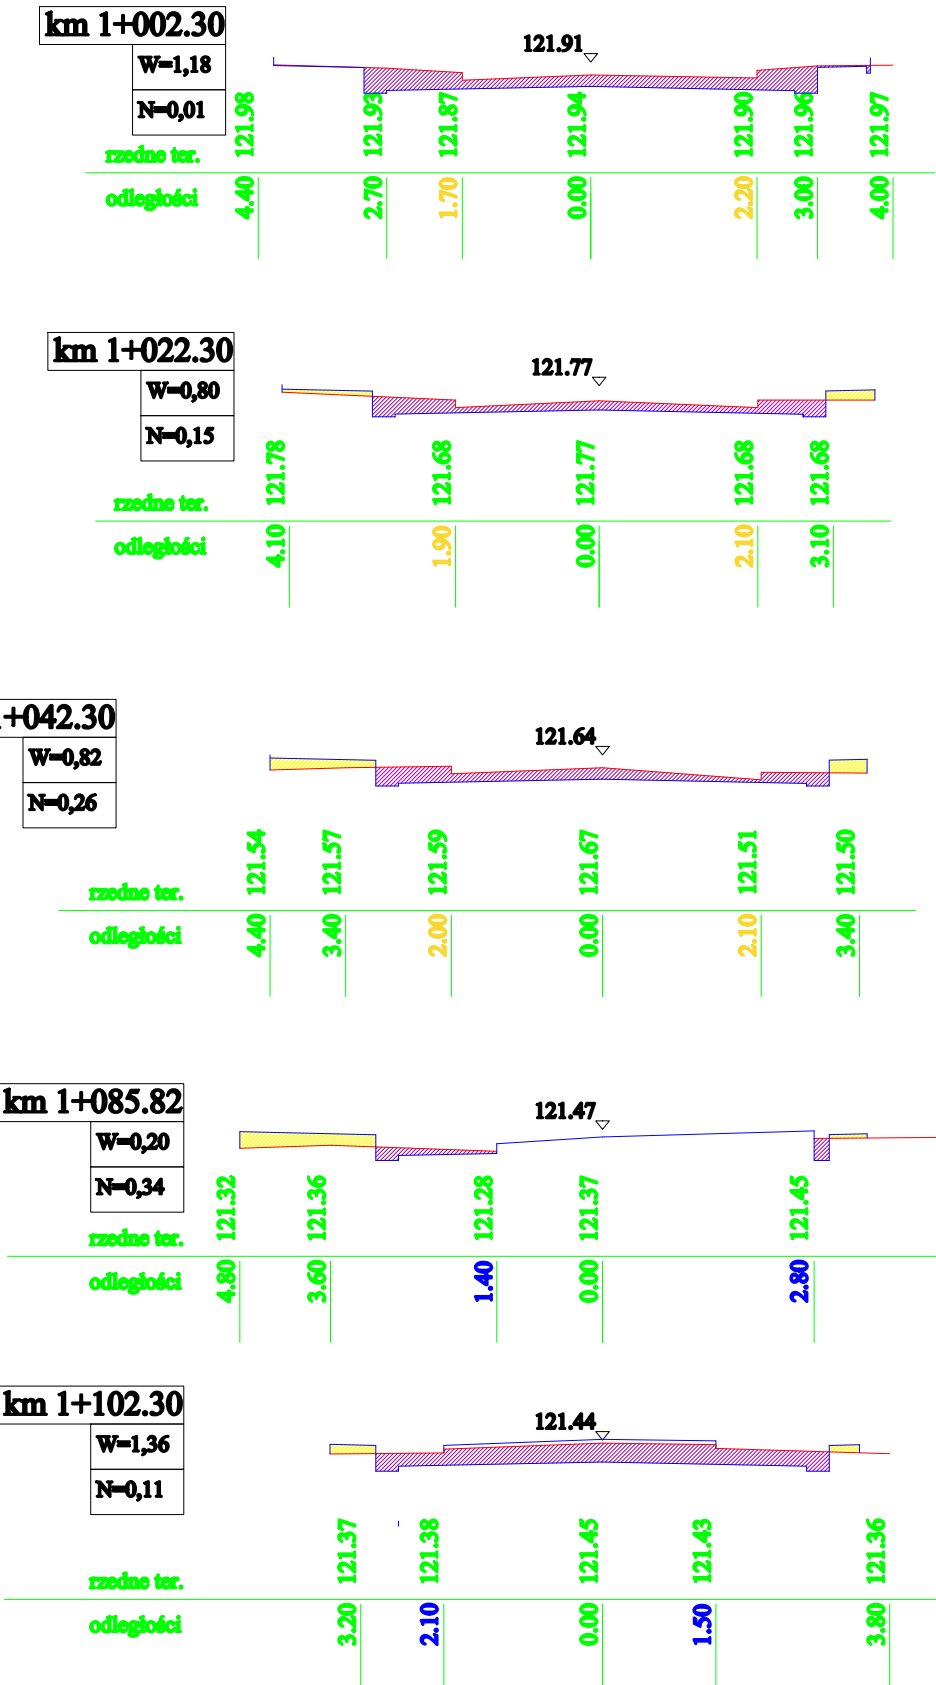 km 1+002.30
W=1,18
N=0,01
121.91
rzedne ter. 121.98 121.93 121.87 121.94 121.90 121.96 121.97
odległości 4.40 2.70 1.70 0.00 2.20 3.00 4.00
km 1+022.30
W=0,80
N=0,15
121.77
rzedne ter. 121.78 121.68 121.77 121.68 121.68
odległości 4.10 1.90 0.00 2.10 3.10
+042.30
W=0,82
N=0,26
121.64
rzedne ter. 121.54 121.57 121.59 121.67 121.51 121.50
odległości 4.40 3.40 2.00 0.00 2.10 3.40
km 1+085.82
W=0,20
N=0,34
121.47
rzedne ter. 121.32 121.36 121.28 121.37 121.45
odległości 4.80 3.60 1.40 0.00 2.80
km 1+102.30
W=1,36
N=0,11
121.44
rzedne ter. 121.37 121.38 121.45 121.43 121.36
odległości 3.20 2.10 0.00 1.50 3.80